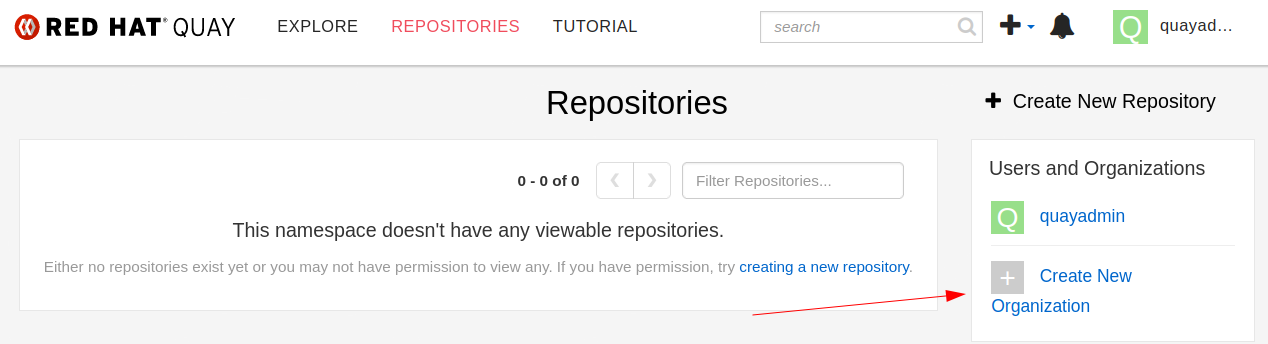 RED HAT® QUAY EXPLORE REPOSITORIES TUTORIAL search quayad...
Repositories
Create New Repository
0 - 0 of 0 Filter Repositories...
This namespace doesn't have any viewable repositories.
Either no repositories exist yet or you may not have permission to view any. If you have permission, try creating a new repository.
Users and Organizations
Q quayadmin
Create New
Organization